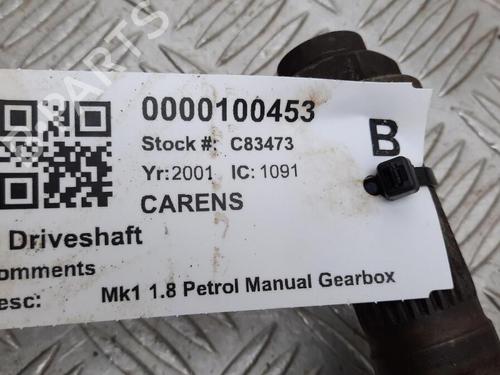 0000100453
Stock #: C83473
B
Yr:2001 IC: 1091
CARENS
Driveshaft
omments
esc: Mk1 1.8 Petrol Manual Gearbox